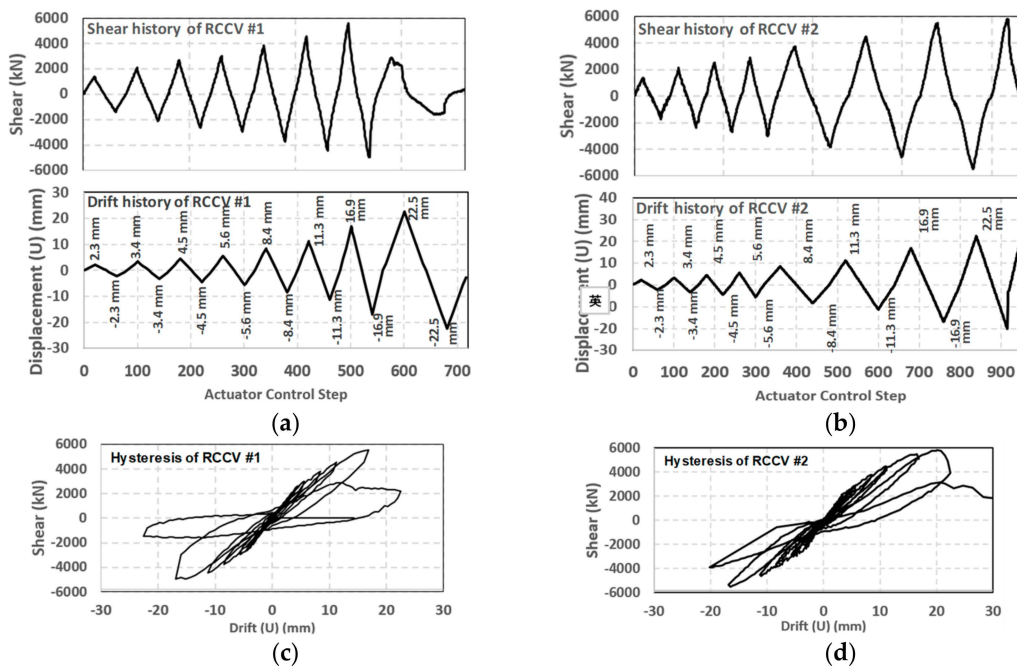 6000
4000
2000
0
-2000
-4000
-6000
Shear (kN)
Shear history of RCCV #1
30
20
10
0
-10
-20
-30
Displacement (U) (mm)
Drift history of RCCV #1
2.3 mm
3.4 mm
4.5 mm
5.6 mm
8.4 mm
11.3 mm
16.9 mm
22.5 mm
-2.3 mm
-3.4 mm
-4.5 mm
-5.6 mm
-8.4 mm
-11.3 mm
-16.9 mm
-22.5 mm
0 100 200 300 400 500 600 700
Actuator Control Step
(a)
6000
4000
2000
0
-2000
-4000
-6000
Shear (kN)
Shear history of RCCV #2
40
30
20
10
0
-10
-20
-30
Displacement (U) (mm)
英
Drift history of RCCV #2
2.3 mm
3.4 mm
4.5 mm
5.6 mm
8.4 mm
11.3 mm
16.9 mm
22.5 mm
-2.3 mm
-3.4 mm
-4.5 mm
-5.6 mm
-8.4 mm
-11.3 mm
-16.9 mm
0 100 200 300 400 500 600 700 800 900
Actuator Control Step
(b)
6000
4000
2000
0
-2000
-4000
-6000
Shear (kN)
Hysteresis of RCCV #1
-30 -20 -10 0 10 20 30
Drift (U) (mm)
(c)
6000
4000
2000
0
-2000
-4000
-6000
Shear (kN)
Hysteresis of RCCV #2
-30 -20 -10 0 10 20 30
Drift (U) (mm)
(d)